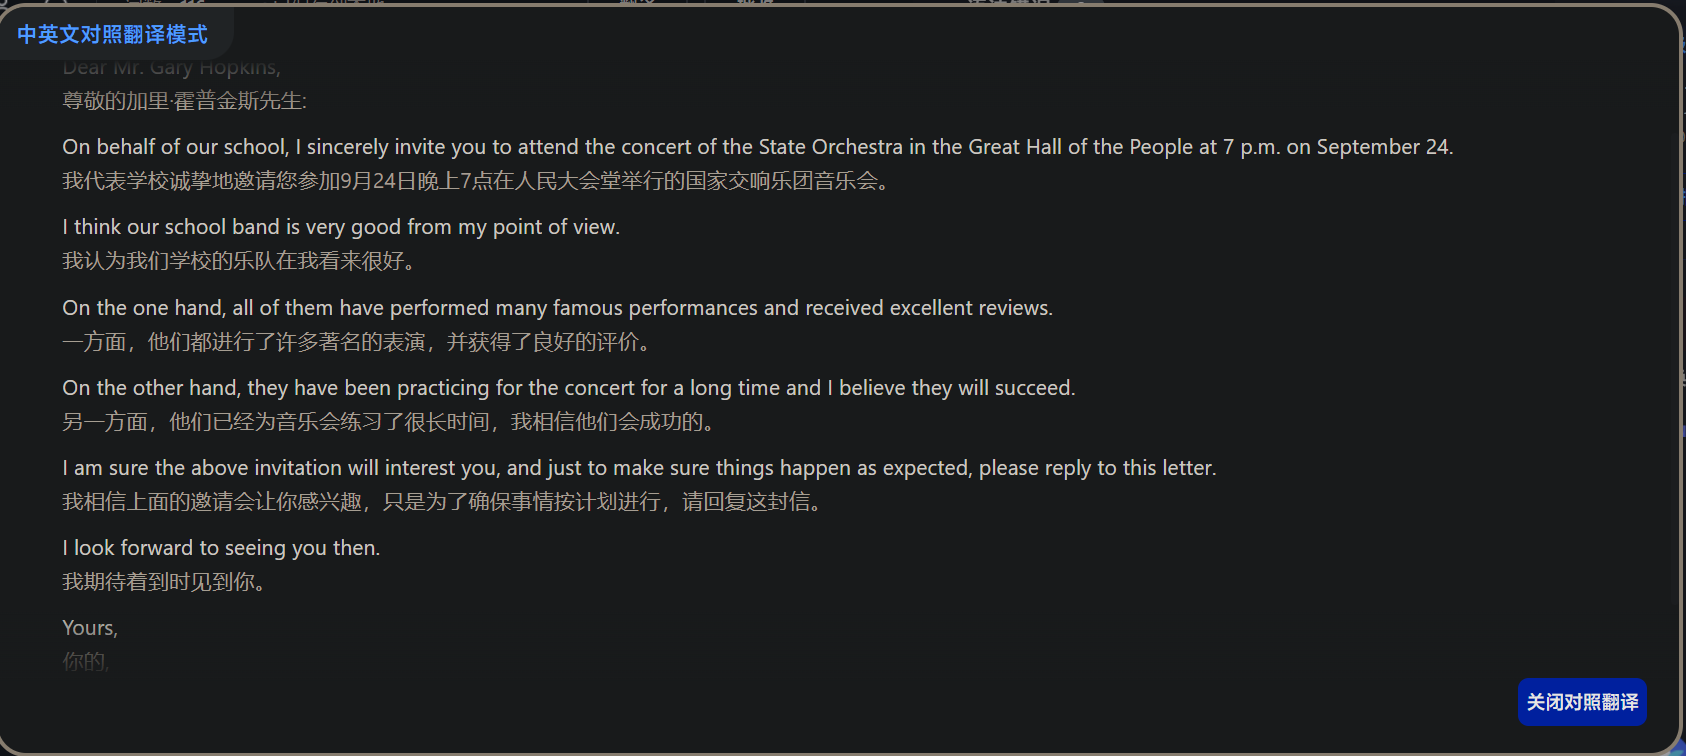 中英文对照翻译模式
Dear Mr. Gary Hopkins,
尊敬的加里·霍普金斯先生:
On behalf of our school, I sincerely invite you to attend the concert of the State Orchestra in the Great Hall of the People at 7 p.m. on September 24.
我代表学校诚挚地邀请您参加9月24日晚上7点在人民大会堂举行的国家交响乐团音乐会。
I think our school band is very good from my point of view.
我认为我们学校的乐队在我看来很好。
On the one hand, all of them have performed many famous performances and received excellent reviews.
一方面，他们都进行了许多著名的表演，并获得了良好的评价。
On the other hand, they have been practicing for the concert for a long time and I believe they will succeed.
另一方面，他们已经为音乐会练习了很长时间，我相信他们会成功的。
I am sure the above invitation will interest you, and just to make sure things happen as expected, please reply to this letter.
我相信上面的邀请会让你感兴趣，只是为了确保事情按计划进行，请回复这封信。
I look forward to seeing you then.
我期待着到时见到你。
Yours,
你的,
关闭对照翻译